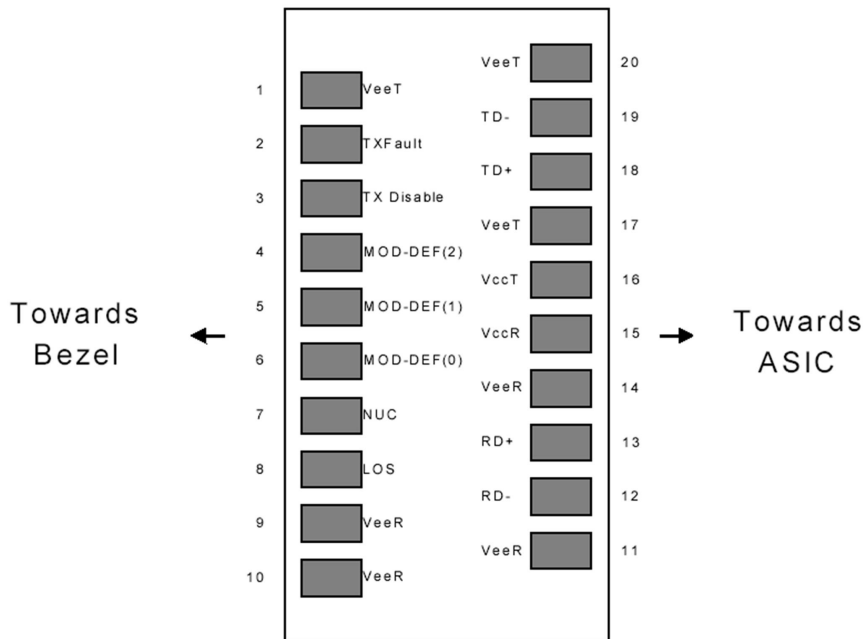 VeeT 20
1 VeeT
TD- 19
2 TXFault
TD+ 18
3 TX Disable
VeeT 17
4 MOD-DEF(2)
VccT 16
5 MOD-DEF(1)
Towards Bezel
VccR 15
Towards ASIC
6 MOD-DEF(0)
VeeR 14
7 NUC
RD+ 13
8 LOS
RD- 12
9 VeeR
VeeR 11
10 VeeR